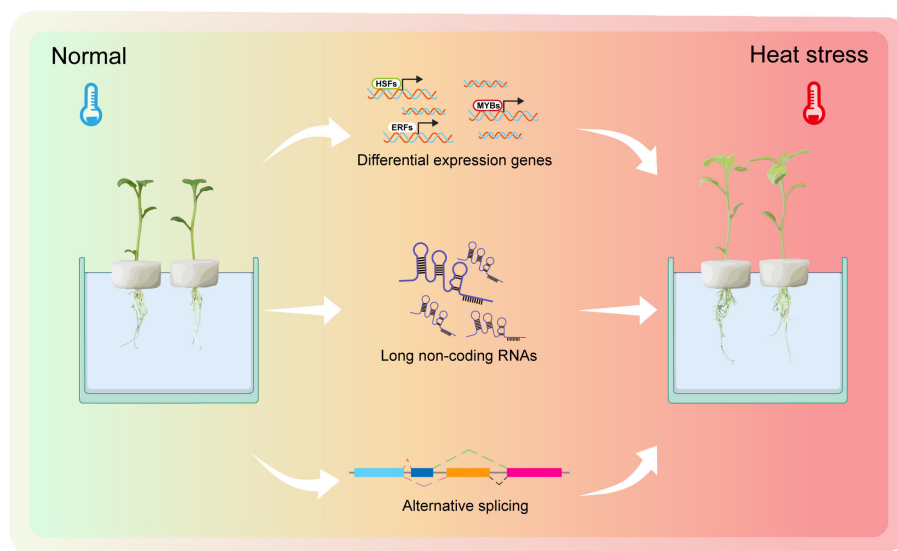 Normal
Heat stress
HSFs
MYBs
ERFs
Differential expression genes
Long non-coding RNAs
Alternative splicing